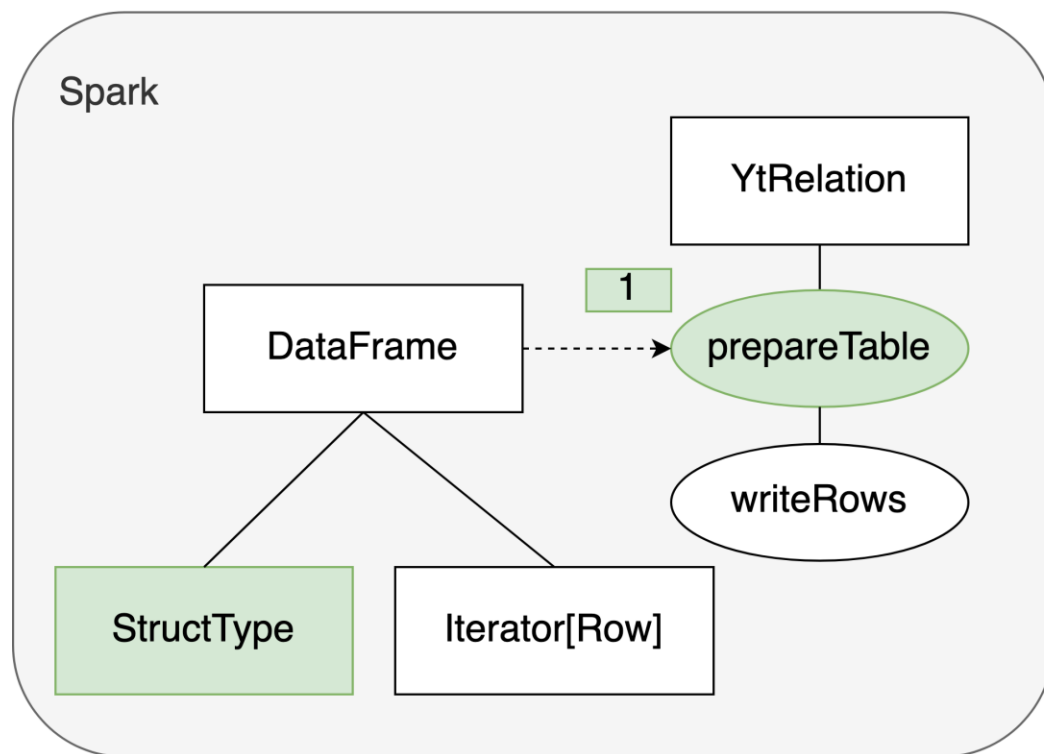 Spark
YtRelation
1
DataFrame
prepareTable
writeRows
StructType
Iterator[Row]